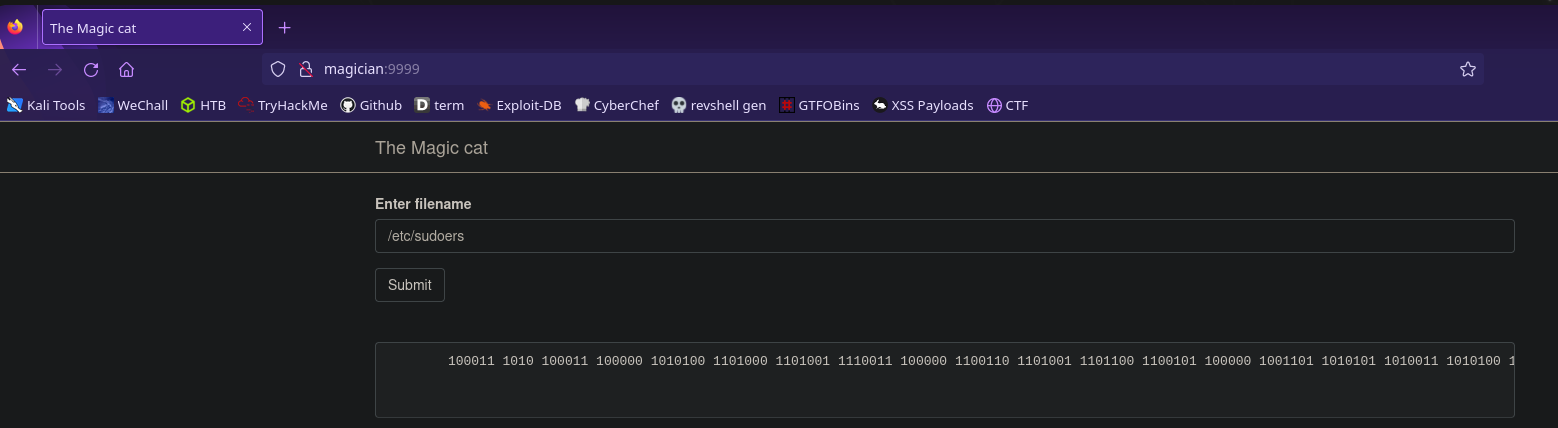 The Magic cat
magician:9999
Kali Tools WeChall HTB TryHackMe Github term Exploit-DB CyberChef revshell gen GTFOBins XSS Payloads CTF
The Magic cat
Enter filename
/etc/sudoers
Submit
100011 1010 100011 100000 1010100 1101000 1101001 1110011 100000 1100110 1101001 1101100 1100101 100000 1001101 1010101 1010011 1010100